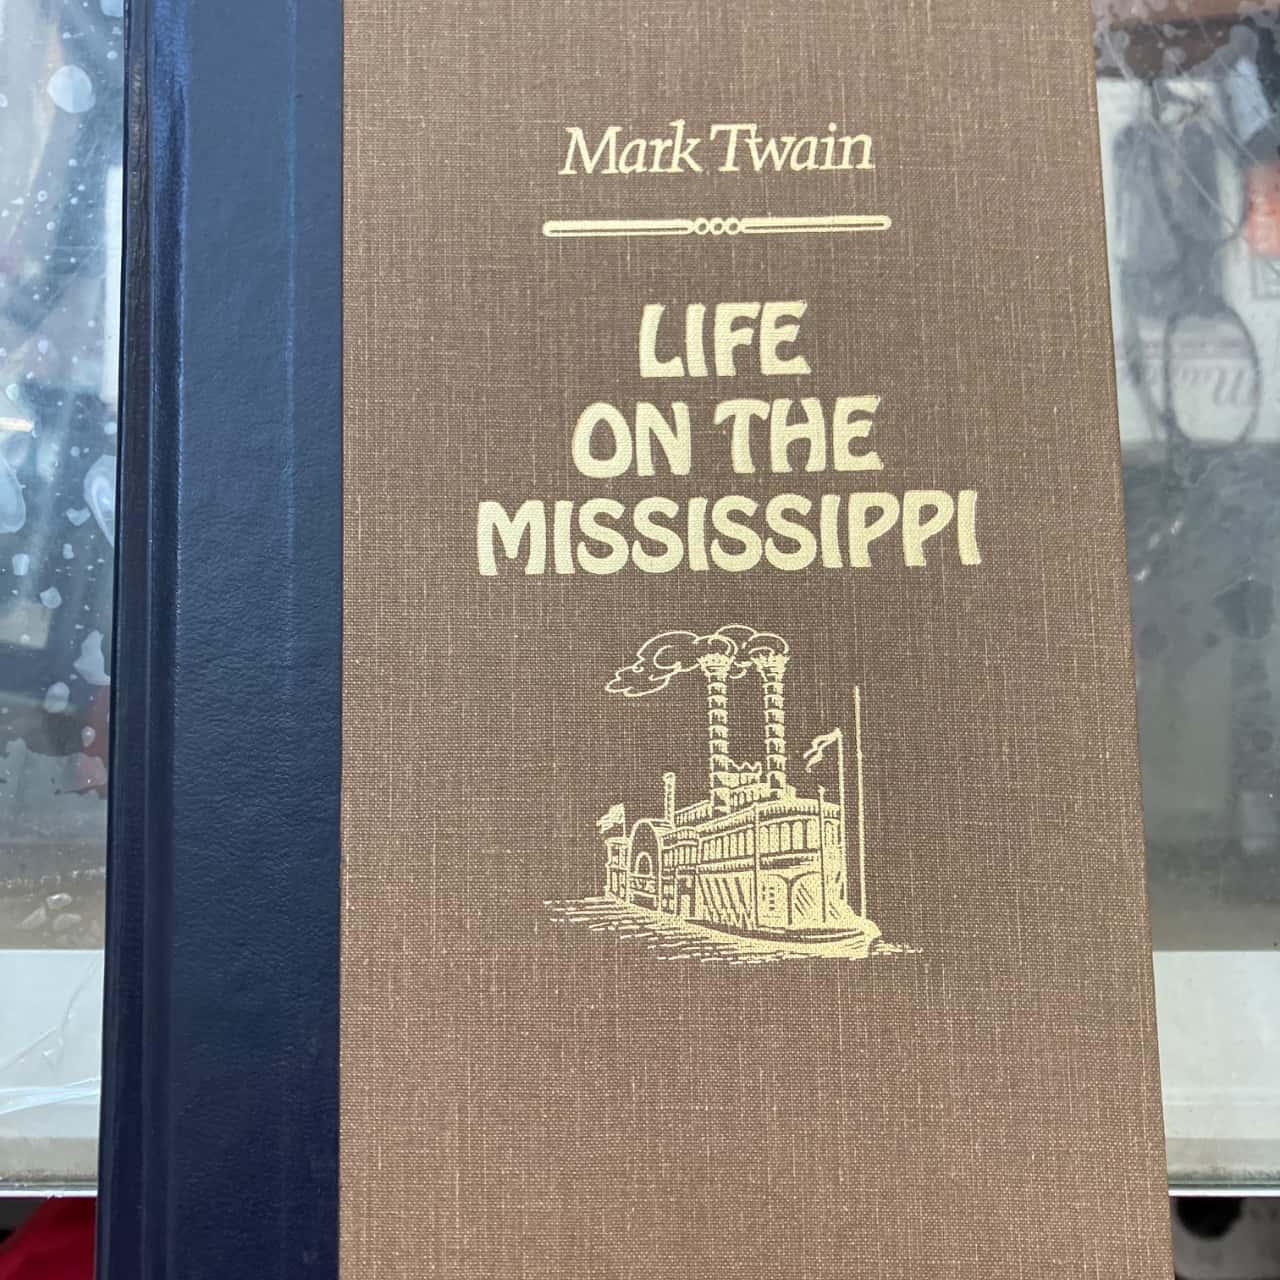 Mark Twain
LIFE
ON THE
MISSISSIPPI